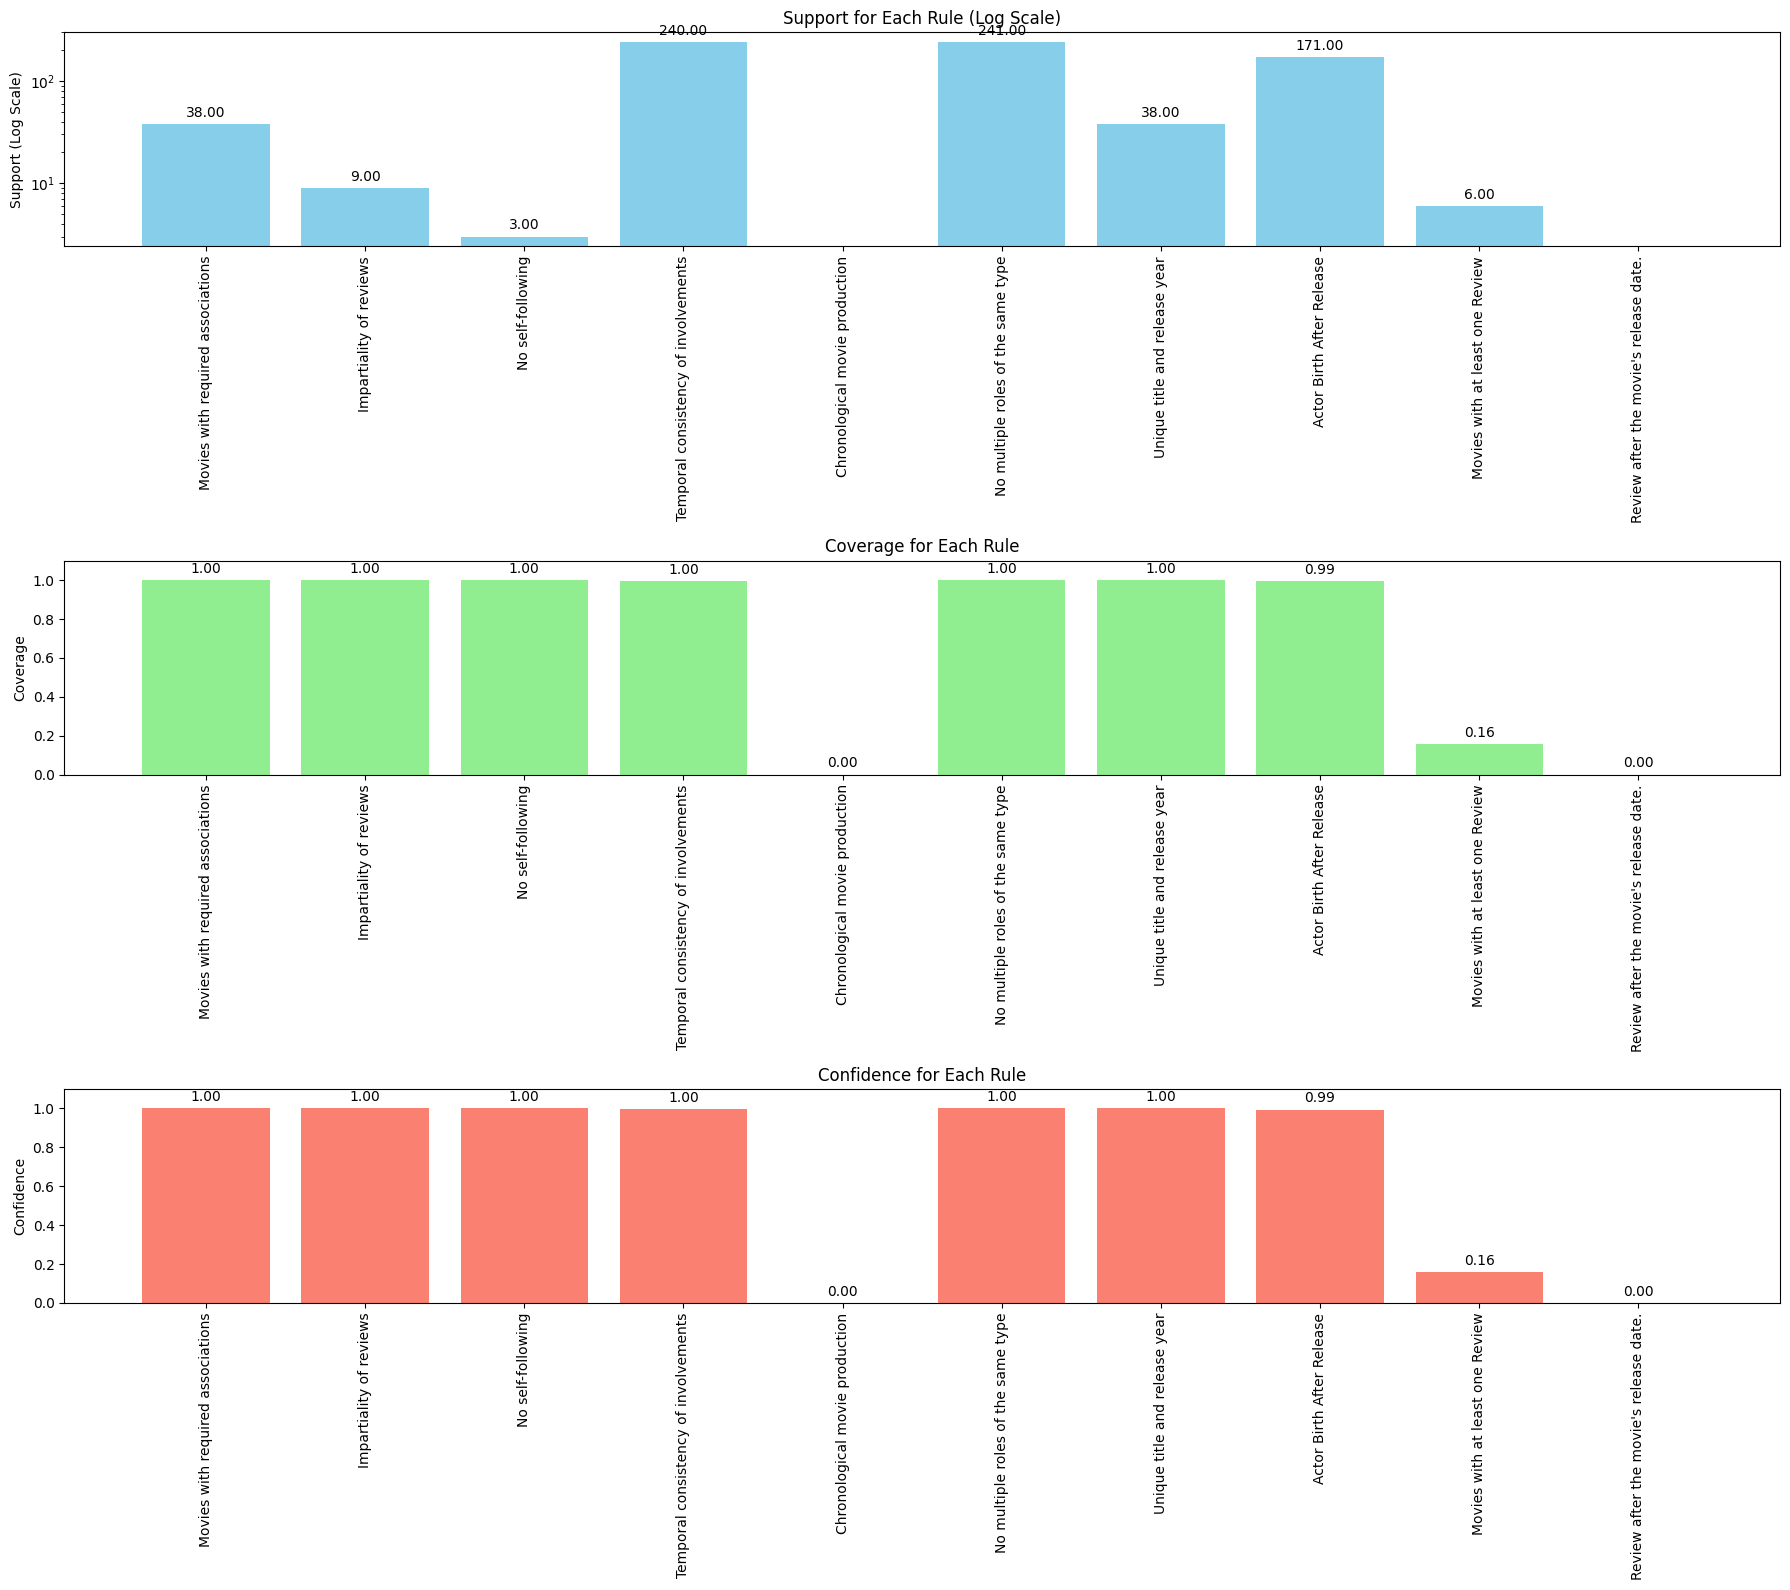 Support for Each Rule (Log Scale)
Support (Log Scale)
10²
10¹
38.00
9.00
3.00
240.00
241.00
38.00
171.00
6.00
Movies with required associations
Impartiality of reviews
No self-following
Temporal consistency of involvements
Chronological movie production
No multiple roles of the same type
Unique title and release year
Actor Birth After Release
Movies with at least one Review
Review after the movie's release date.
Coverage for Each Rule
Coverage
1.0
0.8
0.6
0.4
0.2
0.0
1.00
1.00
1.00
1.00
0.00
1.00
1.00
0.99
0.16
0.00
Movies with required associations
Impartiality of reviews
No self-following
Temporal consistency of involvements
Chronological movie production
No multiple roles of the same type
Unique title and release year
Actor Birth After Release
Movies with at least one Review
Review after the movie's release date.
Confidence for Each Rule
Confidence
1.0
0.8
0.6
0.4
0.2
0.0
1.00
1.00
1.00
1.00
0.00
1.00
1.00
0.99
0.16
0.00
Movies with required associations
Impartiality of reviews
No self-following
Temporal consistency of involvements
Chronological movie production
No multiple roles of the same type
Unique title and release year
Actor Birth After Release
Movies with at least one Review
Review after the movie's release date.